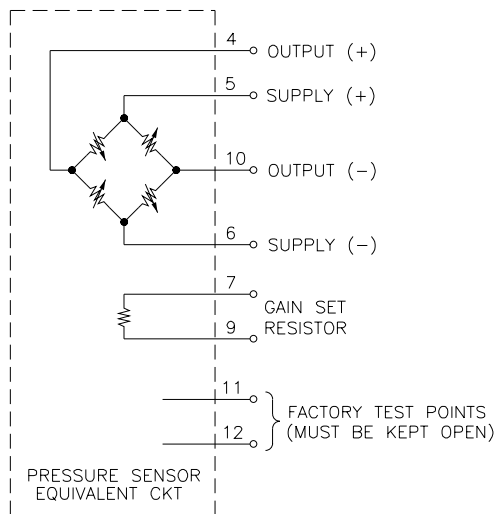 4 OUTPUT (+)
5 SUPPLY (+)
10 OUTPUT (-)
6 SUPPLY (-)
7
GAIN SET
RESISTOR
9
11
FACTORY TEST POINTS
(MUST BE KEPT OPEN)
12
PRESSURE SENSOR
EQUIVALENT CKT